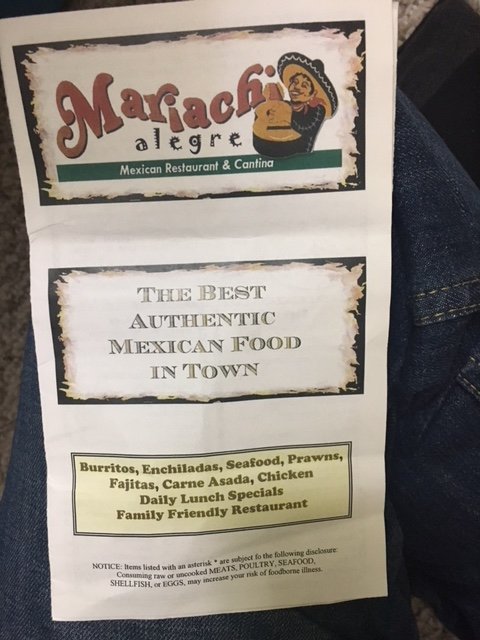 Mariachi
alegre
Mexican Restaurant & Cantina
THE BEST
AUTHENTIC
MEXICAN FOOD
IN TOWN
Burritos, Enchiladas, Seafood, Prawns,
Fajitas, Carne Asada, Chicken
Daily Lunch Specials
Family Friendly Restaurant
NOTICE: Items listed with an asterisk * are subject fo the following disclosure:
Consuming raw or uncooked MEATS, POULTRY, SEAFOOD,
SHELLFISH, or EGGS, may increase your risk of foodborne illness.